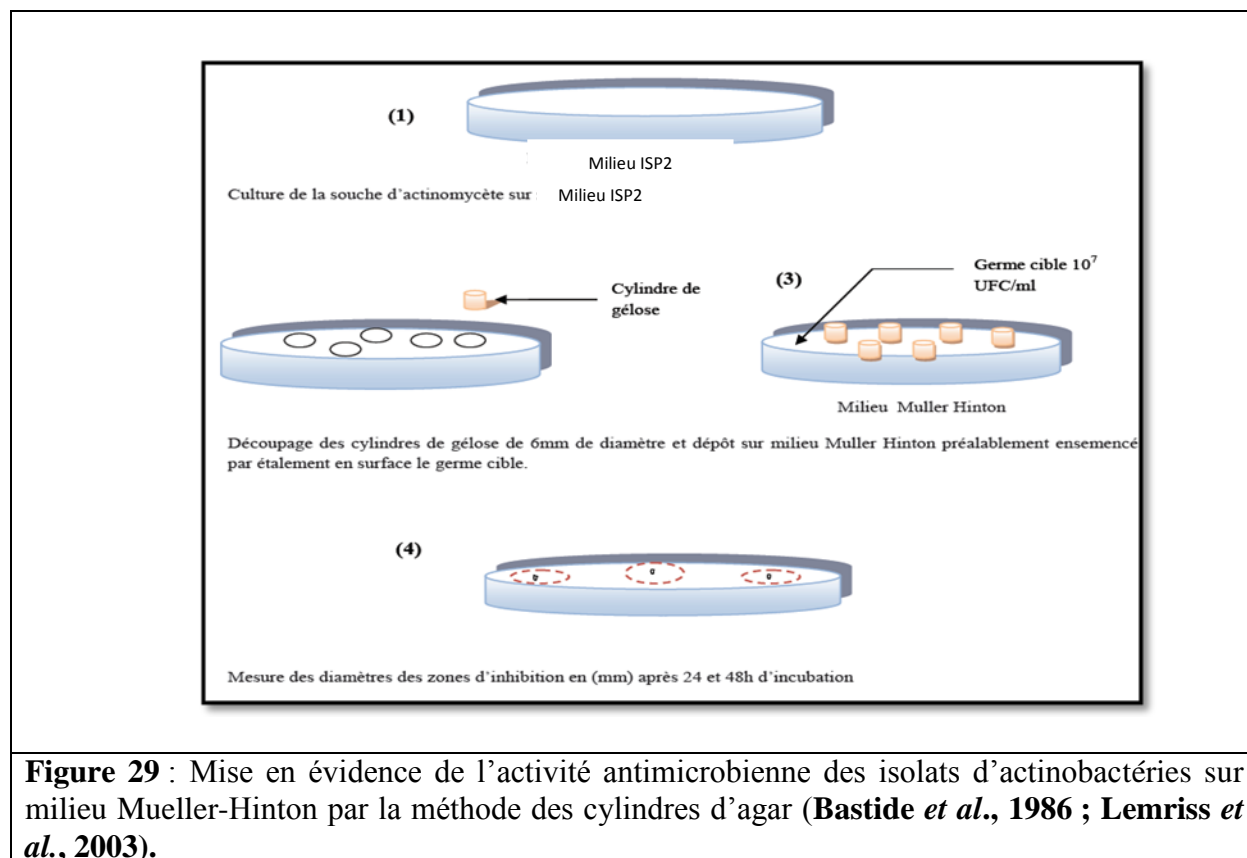 (1)
Milieu ISP2
Culture de la souche d’actinomycète sur
Milieu ISP2
Cylindre de
gélose
(3)
Germe cible 10⁷
UFC/ml
Milieu Muller Hinton
Découpage des cylindres de gélose de 6mm de diamètre et dépôt sur milieu Muller Hinton préalablement ensemencé
par étalement en surface le germe cible.
(4)
Mesure des diamètres des zones d’inhibition en (mm) après 24 et 48h d’incubation
Figure 29 : Mise en évidence de l’activité antimicrobienne des isolats d’actinobactéries sur
milieu Mueller-Hinton par la méthode des cylindres d’agar (Bastide et al., 1986 ; Lemriss et
al., 2003).